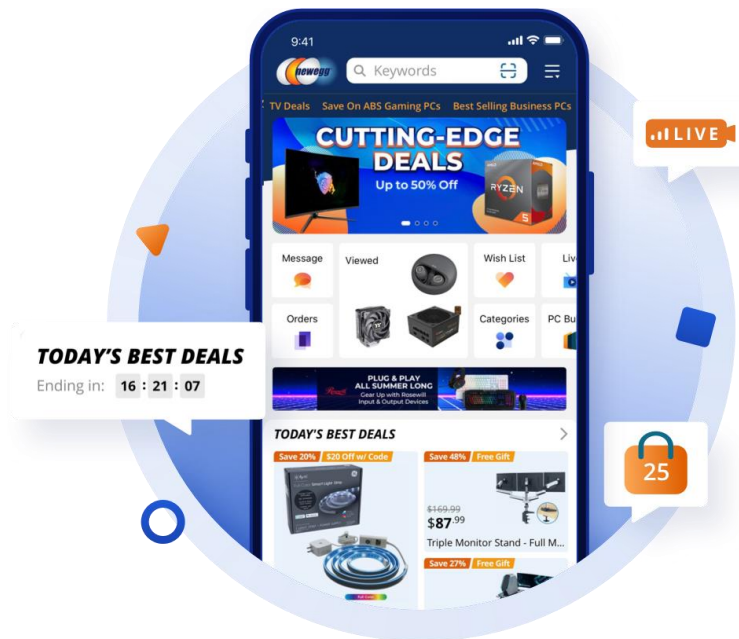 9:41
newegg
Keywords
TV Deals Save On ABS Gaming PCs Best Selling Business PCs
CUTTING-EDGE
DEALS
Up to 50% Off
AMD
RYZEN
5
LIVE
Message
Viewed
Wish List
Liv
Orders
Categories
PC Bu
PLUG & PLAY
ALL SUMMER LONG
Gear Up with Rosewill
Input & Output Devices
TODAY'S BEST DEALS
Ending in: 16 : 21 : 07
TODAY'S BEST DEALS
Save 20% $20 Off w/ Code
Save 48% Free Gift
$169.99
$87.99
Triple Monitor Stand - Full M...
Save 27% Free Gift
25